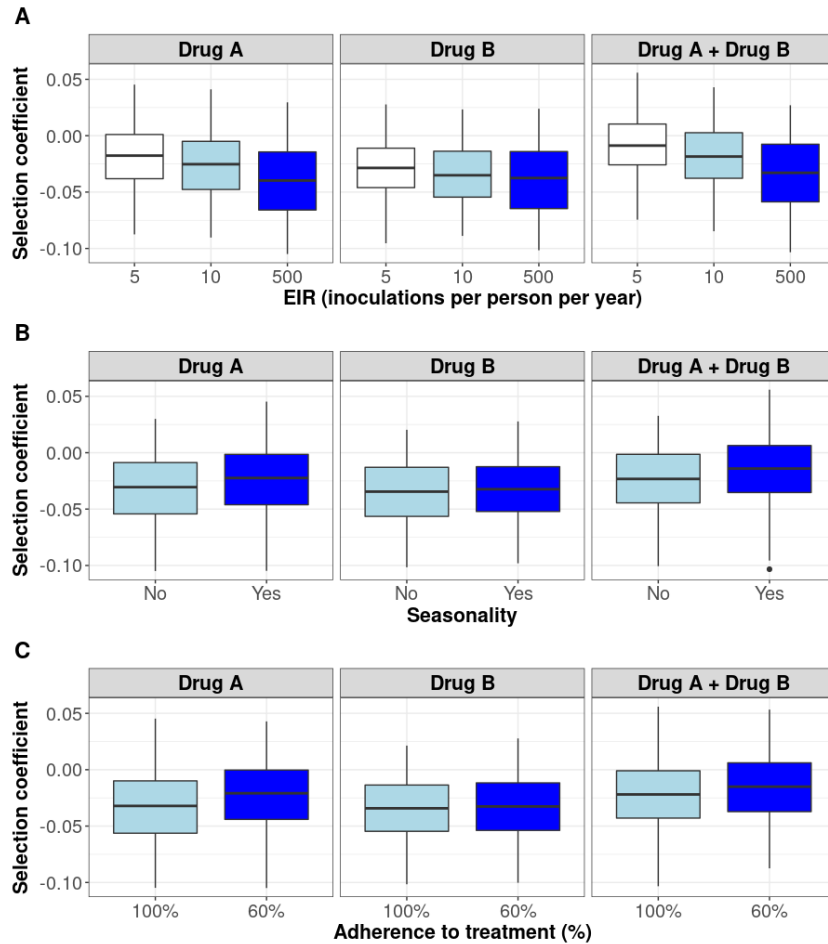 A
Drug A Drug B Drug A + Drug B
Selection coefficient
0.05
0.00
-0.05
-0.10
5 10 500 5 10 500 5 10 500
EIR (inoculations per person per year)
B
Drug A Drug B Drug A + Drug B
Selection coefficient
0.05
0.00
-0.05
-0.10
No Yes No Yes No Yes
Seasonality
C
Drug A Drug B Drug A + Drug B
Selection coefficient
0.05
0.00
-0.05
-0.10
100% 60% 100% 60% 100% 60%
Adherence to treatment (%)